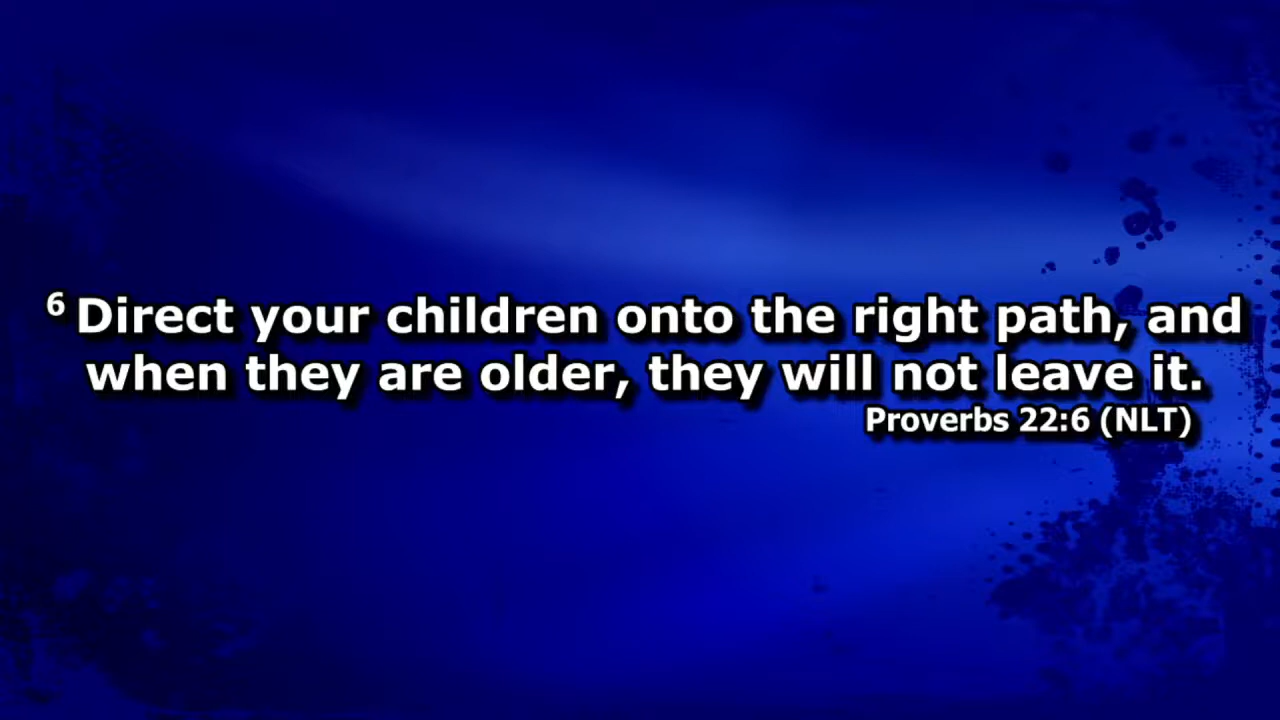 6 Direct your children onto the right path, and
when they are older, they will not leave it.
Proverbs 22:6 (NLT)